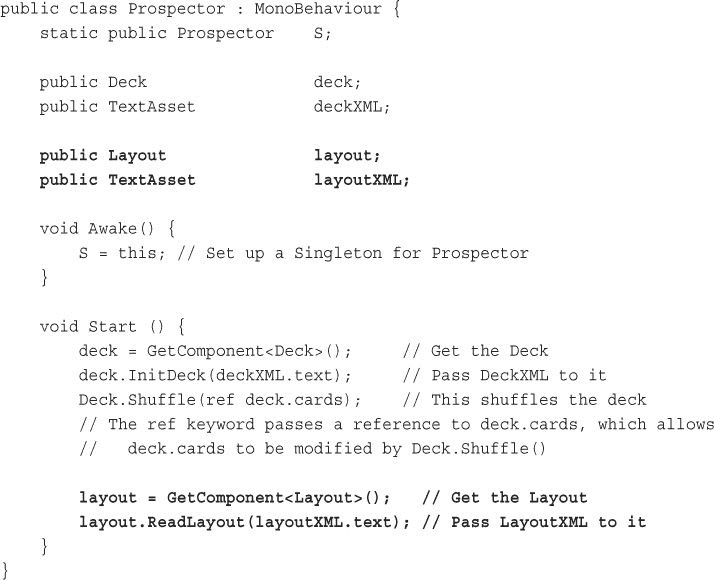 public class Prospector : MonoBehaviour {
    static public Prospector    S;

    public Deck                 deck;
    public TextAsset            deckXML;

    public Layout               layout;
    public TextAsset            layoutXML;

    void Awake() {
        S = this; // Set up a Singleton for Prospector
    }

    void Start () {
        deck = GetComponent<Deck>();     // Get the Deck
        deck.InitDeck(deckXML.text);     // Pass DeckXML to it
        Deck.Shuffle(ref deck.cards);    // This shuffles the deck
        // The ref keyword passes a reference to deck.cards, which allows
        //   deck.cards to be modified by Deck.Shuffle()

        layout = GetComponent<Layout>();   // Get the Layout
        layout.ReadLayout(layoutXML.text); // Pass LayoutXML to it
    }
}